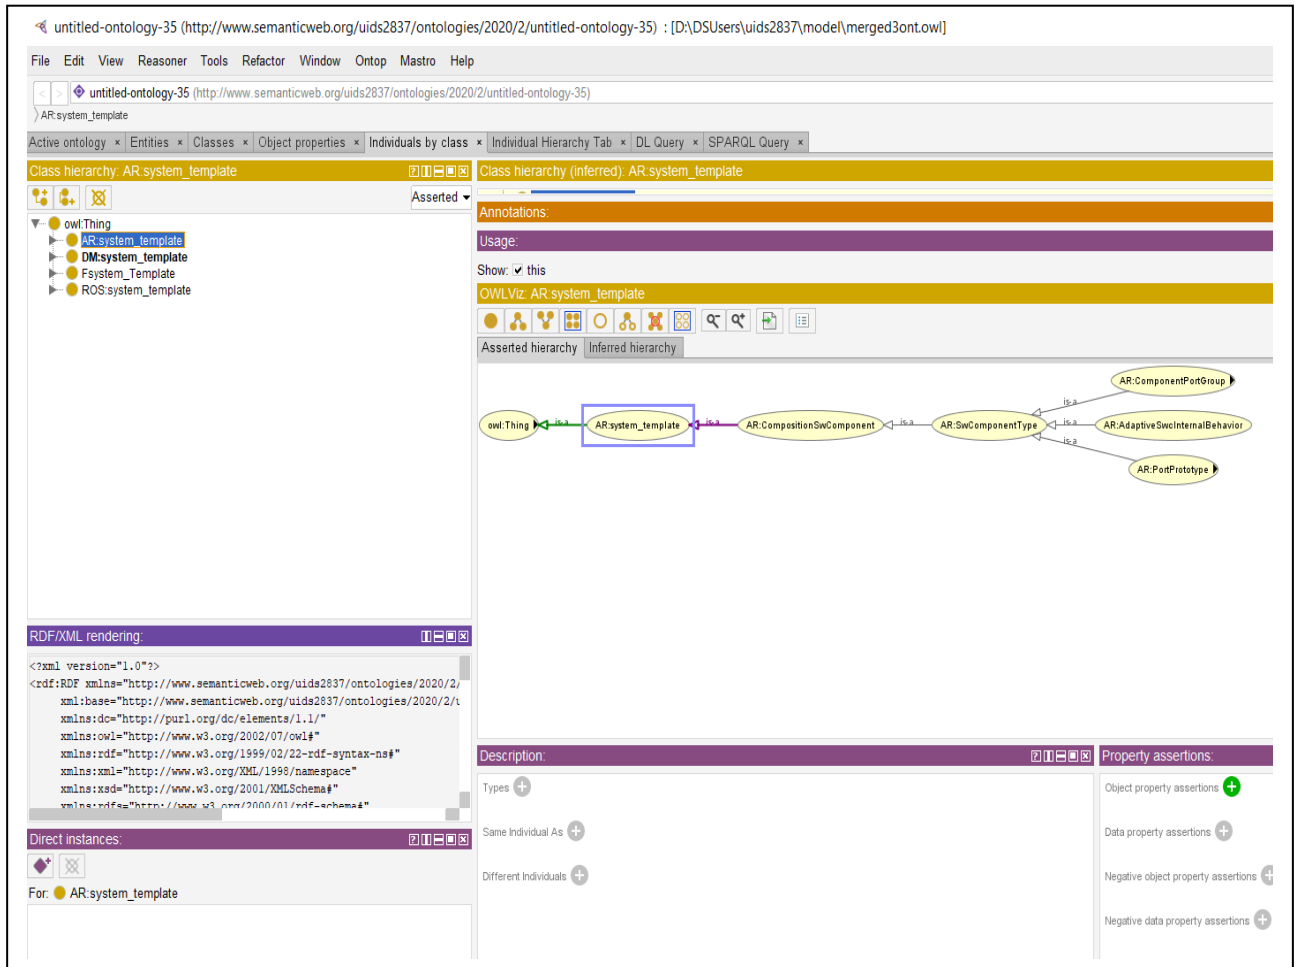 untitled-ontology-35 (http://www.semanticweb.org/uids2837/ontologies/2020/2/untitled-ontology-35) : [D:\DSUsers\uids2837\model\merged3ont.owl]
File Edit View Reasoner Tools Refactor Window Ontop Mastro Help
< > untitled-ontology-35 (http://www.semanticweb.org/uids2837/ontologies/2020/2/untitled-ontology-35)
AR:system_template
Active ontology × Entities × Classes × Object properties × Individuals by class × Individual Hierarchy Tab × DL Query × SPARQL Query ×
Class hierarchy: AR:system_template
Asserted
owl:Thing
AR:system_template
DM:system_template
Fsystem_Template
ROS:system_template
Class hierarchy (inferred): AR:system_template
Annotations:
Usage:
Show: this
OWLViz: AR:system_template
Asserted hierarchy Inferred hierarchy
AR:ComponentPortGroup
is-a
owl:Thing is-a AR:system_template is-a AR:CompositionSwComponent is-a AR:SwComponentType is-a AR:AdaptiveSwcInternalBehavior
is-a
AR:PortPrototype
RDF/XML rendering:
<?xml version="1.0"?>
<rdf:RDF xmlns="http://www.semanticweb.org/uids2837/ontologies/2020/2/
xml:base="http://www.semanticweb.org/uids2837/ontologies/2020/2/u
xmlns:dc="http://purl.org/dc/elements/1.1/"
xmlns:owl="http://www.w3.org/2002/07/owl#"
xmlns:rdf="http://www.w3.org/1999/02/22-rdf-syntax-ns#"
xmlns:xml="http://www.w3.org/XML/1998/namespace"
xmlns:xsd="http://www.w3.org/2001/XMLSchema#"
xmlns:rdfs="http://www.w3.org/2000/01/rdf-schema#"
Direct instances:
For: AR:system_template
Description:
Types
Same Individual As
Different Individuals
Property assertions:
Object property assertions
Data property assertions
Negative object property assertions
Negative data property assertions